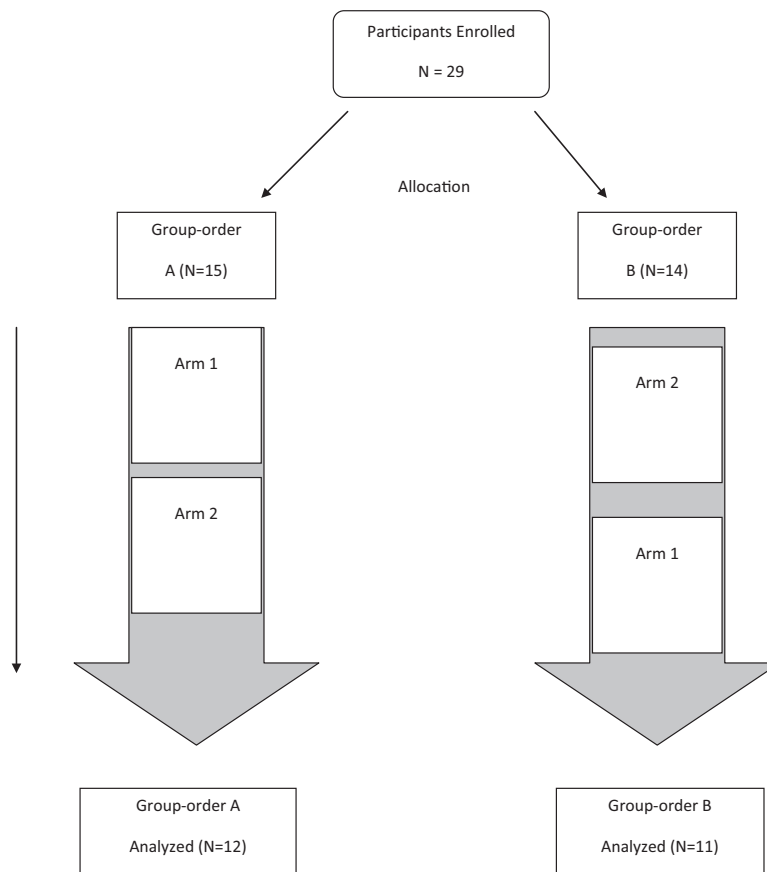 Participants Enrolled
N = 29
Allocation
Group-order
A (N=15)
Group-order
B (N=14)
Arm 1
Arm 2
Arm 2
Arm 1
Group-order A
Analyzed (N=12)
Group-order B
Analyzed (N=11)